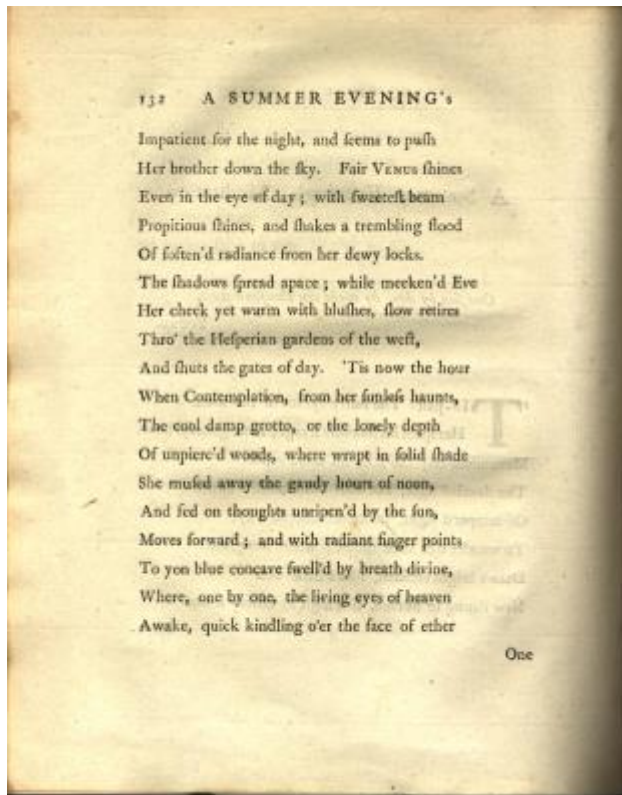 132 A SUMMER EVENING's
Impatient ſor the night, and ſeems to puſh
Her brother down the ſky. Fair VENUS ſhines
Even in the eye of day; with ſweeteſt beam
Propitious ſhines, and ſhakes a trembling flood
Of ſoften'd radiance from her dewy locks.
The ſhadows ſpread apace; while meeken'd Eve
Her cheek yet warm with bluſhes, ſlow retires
Thro' the Heſperian gardens of the weſt,
And ſhuts the gates of day. 'Tis now the hour
When Contemplation, from her ſunleſs haunts,
The cool damp grotto, or the lonely depth
Of unpierc'd woods, where wrapt in ſolid ſhade
She muſed away the gaudy hours of noon,
And fed on thoughts unripen'd by the ſun,
Moves forward; and with radiant finger points
To yon blue concave ſwell'd by breath divine,
Where, one by one, the living eyes of heaven
Awake, quick kindling o'er the face of ether
One